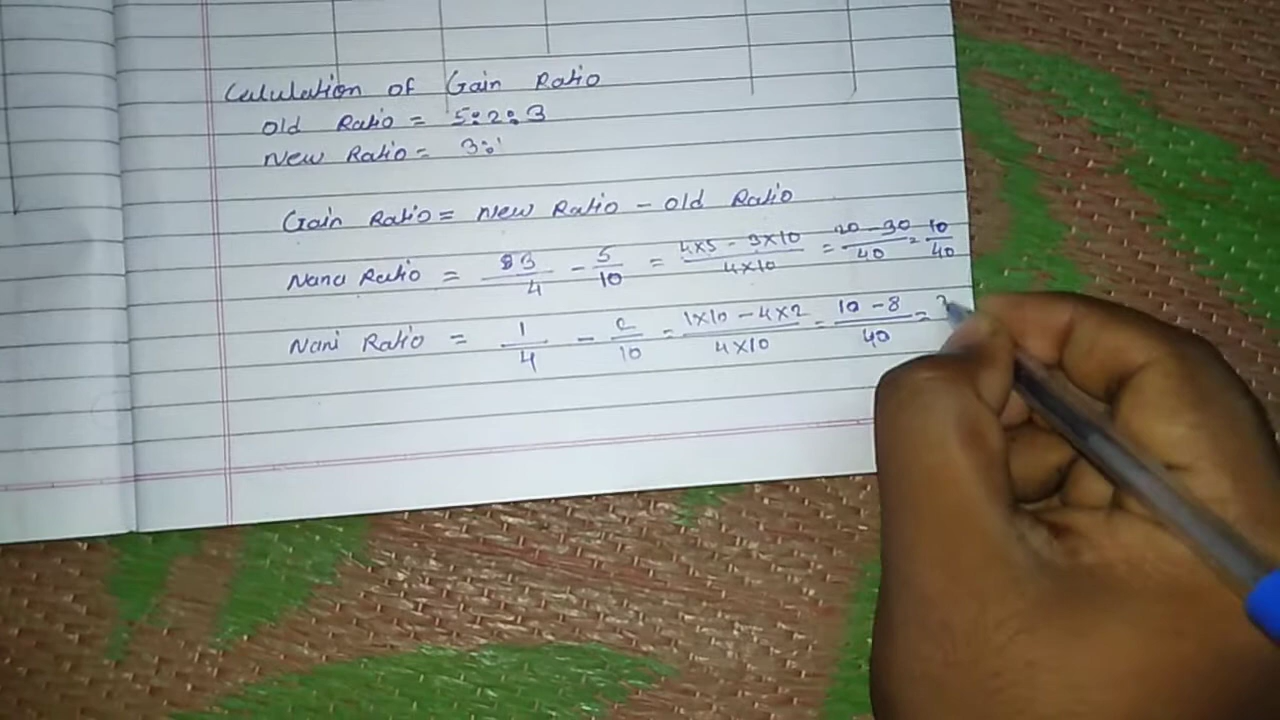 Calulation of Gain Ratio
Old Ratio = 5:2:3
New Ratio = 3:1
Gain Ratio = New Ratio - old Ratio
Nana Ratio = 3/4 - 5/10 = 4×5 - 3×10/4×10 = 20 - 30/40 = 10/40
Nani Ratio = 1/4 - 2/10 = 1×10 - 4×2/4×10 = 10 - 8/40 =